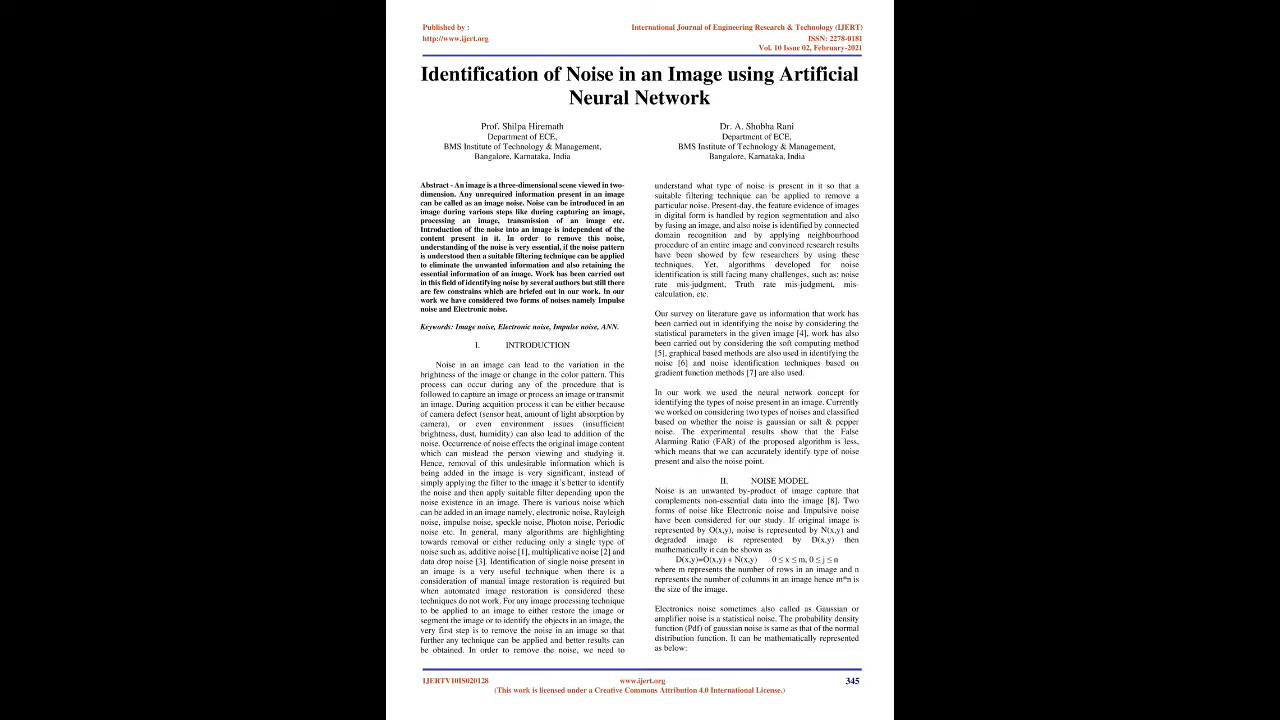 Published by :
http://www.ijert.org
International Journal of Engineering Research & Technology (IJERT)
ISSN: 2278-0181
Vol. 10 Issue 02, February-2021
Identification of Noise in an Image using Artificial
Neural Network
Prof. Shilpa Hiremath
Department of ECE,
BMS Institute of Technology & Management,
Bangalore, Karnataka, India
Dr. A. Shobha Rani
Department of ECE,
BMS Institute of Technology & Management,
Bangalore, Karnataka, India
Abstract - An image is a three-dimensional scene viewed in two-
dimension. Any unrequired information present in an image
can be called as an image noise. Noise can be introduced in an
image during various steps like during capturing an image,
processing an image, transmission of an image etc.
Introduction of the noise into an image is independent of the
content present in it. In order to remove this noise,
understanding of the noise is very essential, if the noise pattern
is understood then a suitable filtering technique can be applied
to eliminate the unwanted information and also retaining the
essential information of an image. Work has been carried out
in this field of identifying noise by several authors but still there
are few constrains which are briefed out in our work. In our
work we have considered two forms of noises namely Impulse
noise and Electronic noise.
Keywords: Image noise, Electronic noise, Impulse noise, ANN.
I. INTRODUCTION
Noise in an image can lead to the variation in the
brightness of the image or change in the color pattern. This
process can occur during any of the procedure that is
followed to capture an image or process an image or transmit
an image. During acquition process it can be either because
of camera defect (sensor heat, amount of light absorption by
camera), or even environment issues (insufficient
brightness, dust, humidity) can also lead to addition of the
noise. Occurrence of noise effects the original image content
which can mislead the person viewing and studying it.
Hence, removal of this undesirable information which is
being added in the image is very significant, instead of
simply applying the filter to the image it's better to identify
the noise and then apply suitable filter depending upon the
noise existence in an image. There is various noise which
can be added in an image namely, electronic noise, Rayleigh
noise, impulse noise, speckle noise, Photon noise, Periodic
noise etc. In general, many algorithms are highlighting
towards removal or either reducing only a single type of
noise such as, additive noise [1], multiplicative noise [2] and
data drop noise [3]. Identification of single noise present in
an image is a very useful technique when there is a
consideration of manual image restoration is required but
when automated image restoration is considered these
techniques do not work. For any image processing technique
to be applied to an image to either restore the image or
segment the image or to identify the objects in an image, the
very first step is to remove the noise in an image so that
further any technique can be applied and better results can
be obtained. In order to remove the noise, we need to
understand what type of noise is present in it so that a
suitable filtering technique can be applied to remove a
particular noise. Present-day, the feature evidence of images
in digital form is handled by region segmentation and also
by fusing an image, and also noise is identified by connected
domain recognition and by applying neighbourhood
procedure of an entire image and convinced research results
have been showed by few researchers by using these
techniques. Yet, algorithms developed for noise
identification is still facing many challenges, such as: noise
rate mis-judgment, Truth rate mis-judgment, mis-
calculation, etc.
Our survey on literature gave us information that work has
been carried out in identifying the noise by considering the
statistical parameters in the given image [4], work has also
been carried out by considering the soft computing method
[5], graphical based methods are also used in identifying the
noise [6] and noise identification techniques based on
gradient function methods [7] are also used.
In our work we used the neural network concept for
identifying the types of noise present in an image. Currently
we worked on considering two types of noises and classified
based on whether the noise is gaussian or salt & pepper
noise. The experimental results show that the False
Alarming Ratio (FAR) of the proposed algorithm is less,
which means that we can accurately identify type of noise
present and also the noise point.
II. NOISE MODEL
Noise is an unwanted by-product of image capture that
complements non-essential data into the image [8]. Two
forms of noise like Electronic noise and Impulsive noise
have been considered for our study. If original image is
represented by O(x,y), noise is represented by N(x,y) and
degraded image is represented by D(x,y) then
mathematically it can be shown as
D(x,y)=O(x,y) + N(x,y) 0 ≤ x ≤ m, 0 ≤ j ≤ n
where m represents the number of rows in an image and n
represents the number of columns in an image hence m*n is
the size of the image.
Electronics noise sometimes also called as Gaussian or
amplifier noise is a statistical noise. The probability density
function (Pdf) of gaussian noise is same as that of the normal
distribution function. It can be mathematically represented
as below:
IJERTV10IS020128
www.ijert.org
345
(This work is licensed under a Creative Commons Attribution 4.0 International License.)